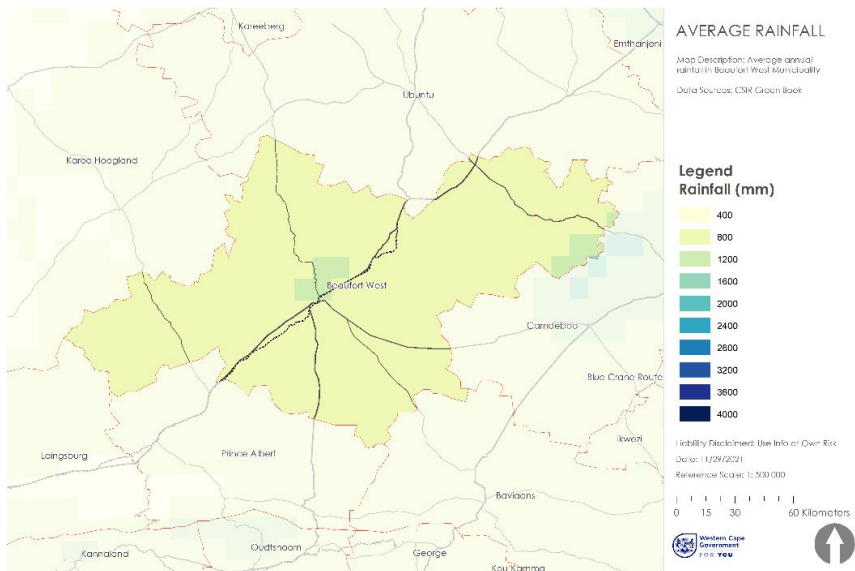 Kareeberg
Emthanjeni
Ubuntu
Karoo Hoogland
Beaufort West
Camdeboo
Blue Crane Route
Ikwezi
Laingsburg
Prince Albert
Baviaans
Kannaland
Oudtshoorn
George
Kou Kamma
AVERAGE RAINFALL
Map Description: Average annual
rainfall in Beaufort West Municipality
Data Sources: CSIR Green Book
Legend
Rainfall (mm)
400
800
1200
1600
2000
2400
2800
3200
3600
4000
Liability Disclaimed: Use Info at Own Risk
Date: 11/29/2021
Reference Scale: 1: 500 000
0 15 30 60 Kilometers
Western Cape
Government
FOR YOU